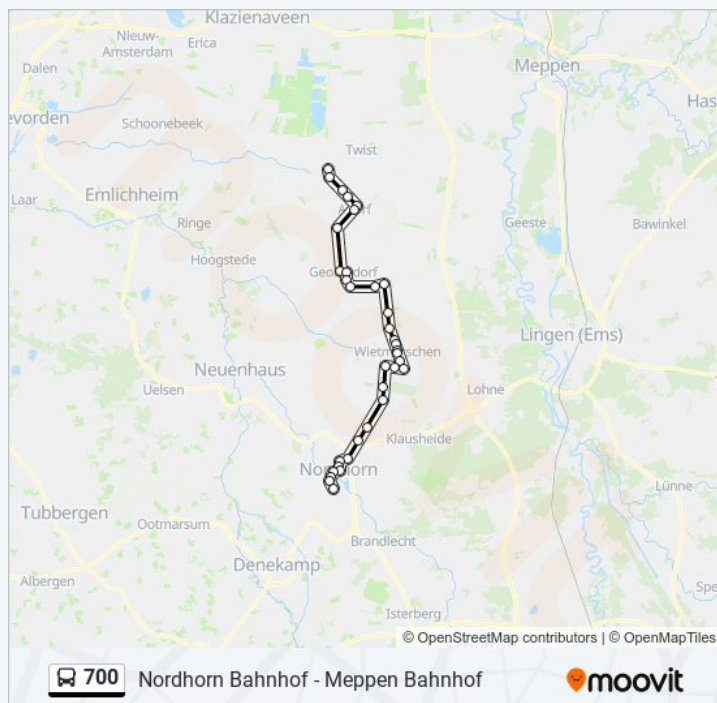 Klazienaveen
Nieuw-
Amsterdam
Erica
Dalen
Meppen
Has
evorden
Schoonebeek
Twist
Emlichheim
Laar
Ringe
Geeste
Bawinkel
Hoogstede
Lingen (Ems)
Wietmarschen
Neuenhaus
Uelsen
Lohne
Klausheide
Nordhorn
Lünne
Tubbergen
Ootmarsum
Brandlecht
Denekamp
Albergen
Spe
Isterberg
© OpenStreetMap contributors | © OpenMapTiles
700
Nordhorn Bahnhof - Meppen Bahnhof
moovit